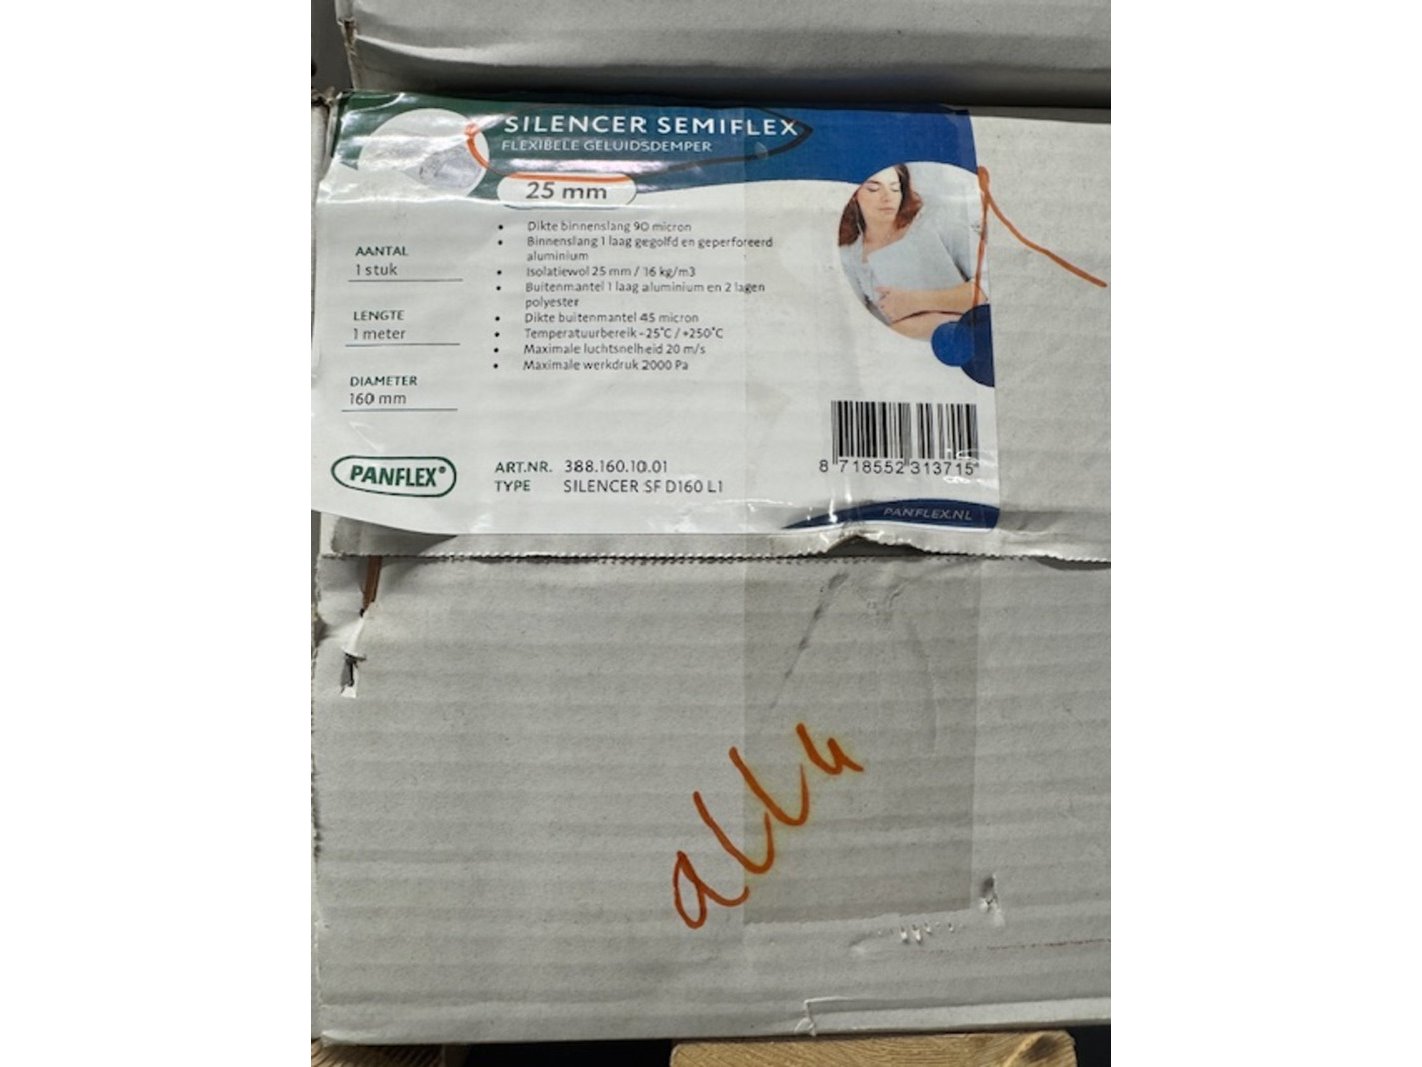 SILENCER SEMIFLEX
FLEXIBELE GELUIDSDEMPER
25 mm
AANTAL
1 stuk
LENGTE
1 meter
DIAMETER
160 mm
• Dikte binnenslang 90 micron
• Binnenslang 1 laag gegolfd en geperforeerd
aluminium
• Isolatiewol 25 mm / 16 kg/m3
• Buitenmantel 1 laag aluminium en 2 lagen
polyester
• Dikte buitenmantel 45 micron
• Temperatuurbereik -25°C / +250°C
• Maximale luchtsnelheid 20 m/s
• Maximale werkdruk 2000 Pa
PANFLEX®
ART.NR. 388.160.10.01
TYPE SILENCER SF D160 L1
8 718552 313715
PANFLEX.NL